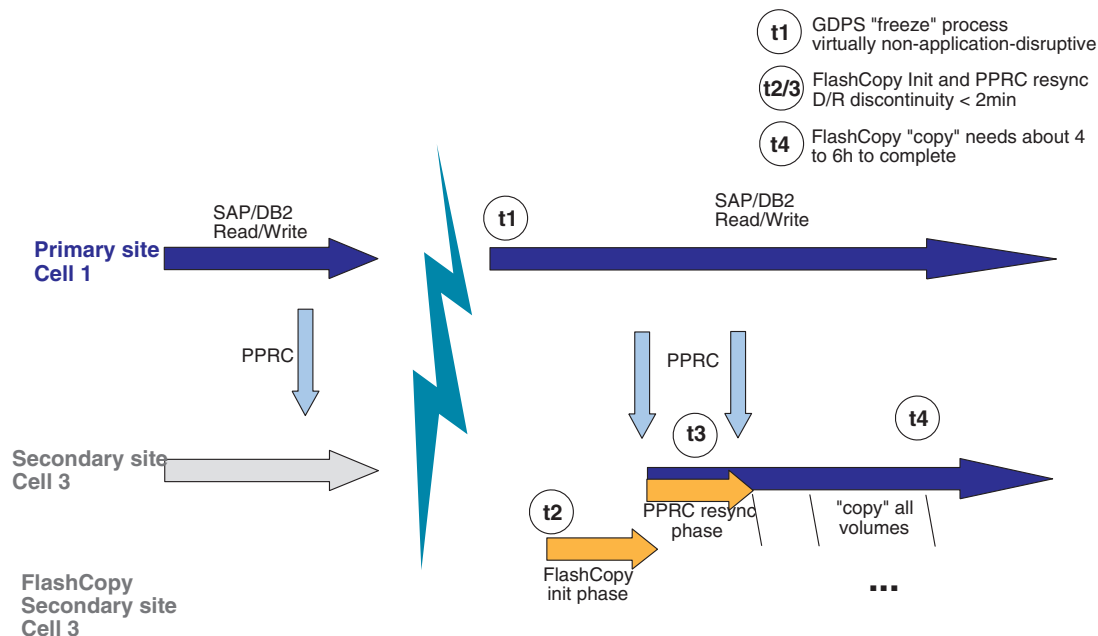 t1
GDPS "freeze" process
virtually non-application-disruptive
t2/3
FlashCopy Init and PPRC resync
D/R discontinuity < 2min
t4
FlashCopy "copy" needs about 4
to 6h to complete
SAP/DB2
Read/Write
t1
SAP/DB2
Read/Write
Primary site
Cell 1
PPRC
PPRC
t3
t4
Secondary site
Cell 3
t2
PPRC resync
phase
"copy" all
volumes
FlashCopy
init phase
...
FlashCopy
Secondary site
Cell 3